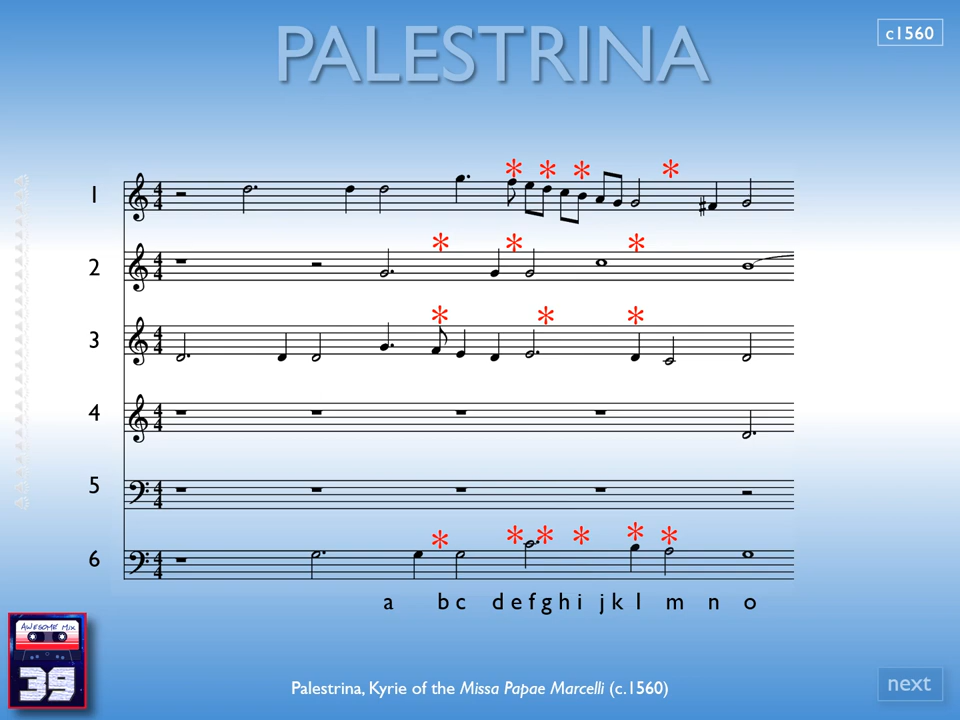 PALESTRINA
c1560
1
2
3
4
5
6
a b c d e f g h i j k l m n o
AWESOME MIX
39
Palestrina, Kyrie of the Missa Papae Marcelli (c.1560)
next